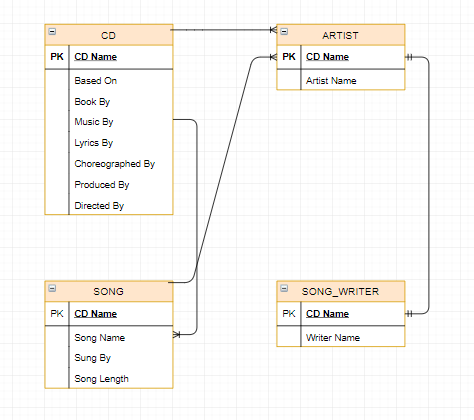 CD
PK CD Name
Based On
Book By
Music By
Lyrics By
Choreographed By
Produced By
Directed By
ARTIST
PK CD Name
Artist Name
SONG
PK CD Name
Song Name
Sung By
Song Length
SONG_WRITER
PK CD Name
Writer Name